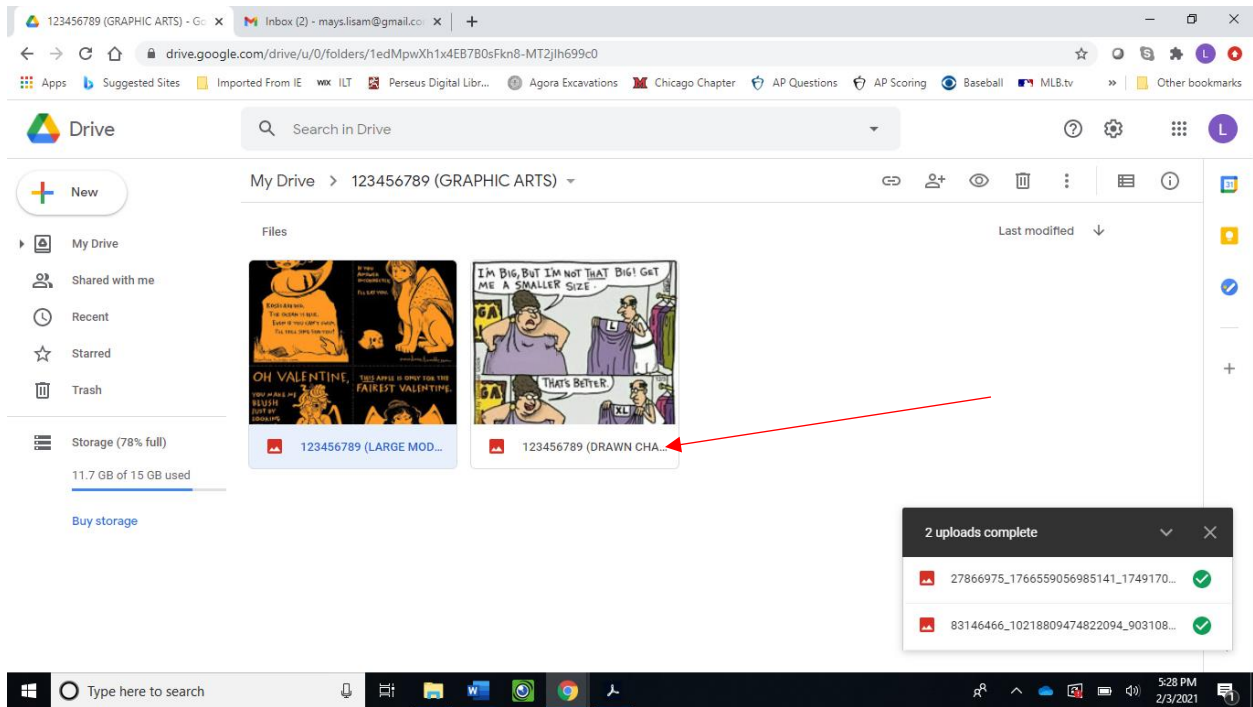 123456789 (GRAPHIC ARTS) - Go
Inbox (2) - mays.lisam@gmail.co
drive.google.com/drive/u/0/folders/1edMpwXh1x4EB7B0sFkn8-MT2jIh699c0
Apps
Suggested Sites
Imported From IE
WIX ILT
Perseus Digital Libr...
Agora Excavations
Chicago Chapter
AP Questions
AP Scoring
Baseball
MLB.tv
»
Other bookmarks
Drive
Search in Drive
L
New
My Drive > 123456789 (GRAPHIC ARTS)
My Drive
Shared with me
Recent
Starred
Trash
Storage (78% full)
11.7 GB of 15 GB used
Buy storage
Files
Last modified
31
OH VALENTINE,
YOU MAKE ME
BLUSH
JUST BY
LOOKING
THIS APPLE IS ONLY FOR THE
FAIREST VALENTINE.
I'M BIG, BUT I'M NOT THAT BIG! GET
ME A SMALLER SIZE.
GA
L
THAT'S BETTER.
GA
XL
123456789 (LARGE MOD...
123456789 (DRAWN CHA...
2 uploads complete
27866975_1766559056985141_1749170...
83146466_10218809474822094_903108...
Type here to search
5:28 PM
2/3/2021